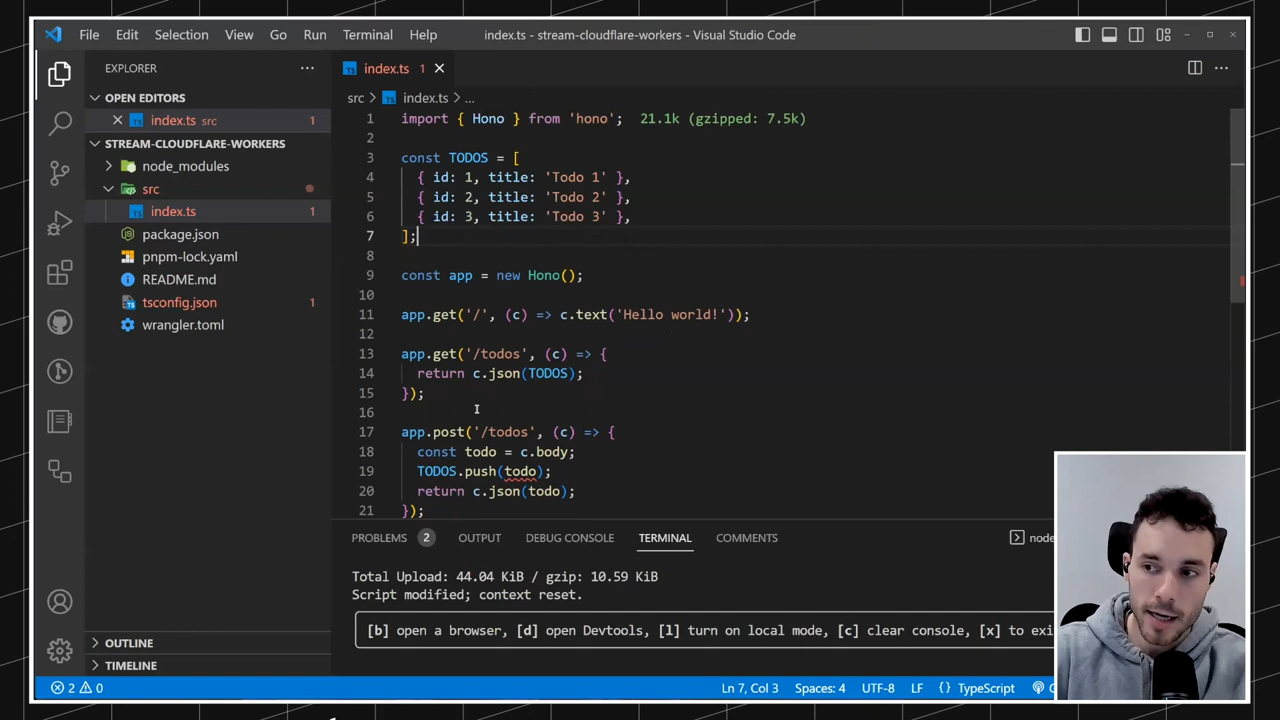 File Edit Selection View Go Run Terminal Help index.ts - stream-cloudflare-workers - Visual Studio Code
EXPLORER
OPEN EDITORS
index.ts src 1
STREAM-CLOUDFLARE-WORKERS
node_modules
src
index.ts 1
package.json
pnpm-lock.yaml
README.md
tsconfig.json 1
wrangler.toml
OUTLINE
TIMELINE
TS index.ts 1
src > TS index.ts > ...
1 import { Hono } from 'hono'; 21.1k (gzipped: 7.5k)
2
3 const TODOS = [
4 { id: 1, title: 'Todo 1' },
5 { id: 2, title: 'Todo 2' },
6 { id: 3, title: 'Todo 3' },
7 ];
8
9 const app = new Hono();
10
11 app.get('/', (c) => c.text('Hello world!'));
12
13 app.get('/todos', (c) => {
14 return c.json(TODOS);
15 });
16
17 app.post('/todos', (c) => {
18 const todo = c.body;
19 TODOS.push(todo);
20 return c.json(todo);
21 });
PROBLEMS 2 OUTPUT DEBUG CONSOLE TERMINAL COMMENTS node
Total Upload: 44.04 KiB / gzip: 10.59 KiB
Script modified; context reset.
[b] open a browser, [d] open Devtools, [l] turn on local mode, [c] clear console, [x] to exi
2 0 Ln 7, Col 3 Spaces: 4 UTF-8 LF {} TypeScript